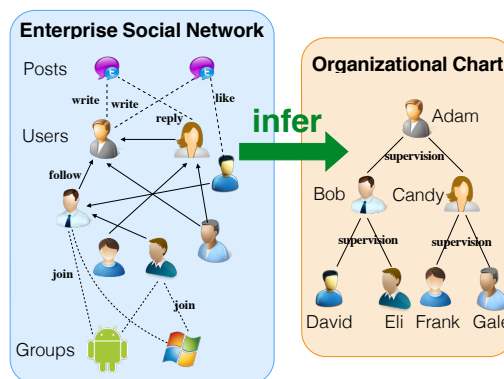 Enterprise Social Network
Posts
write
write
like
reply
Users
follow
join
join
Groups
infer
Organizational Chart
Adam
supervision
Bob
Candy
supervision
supervision
David
Eli
Frank
Gale